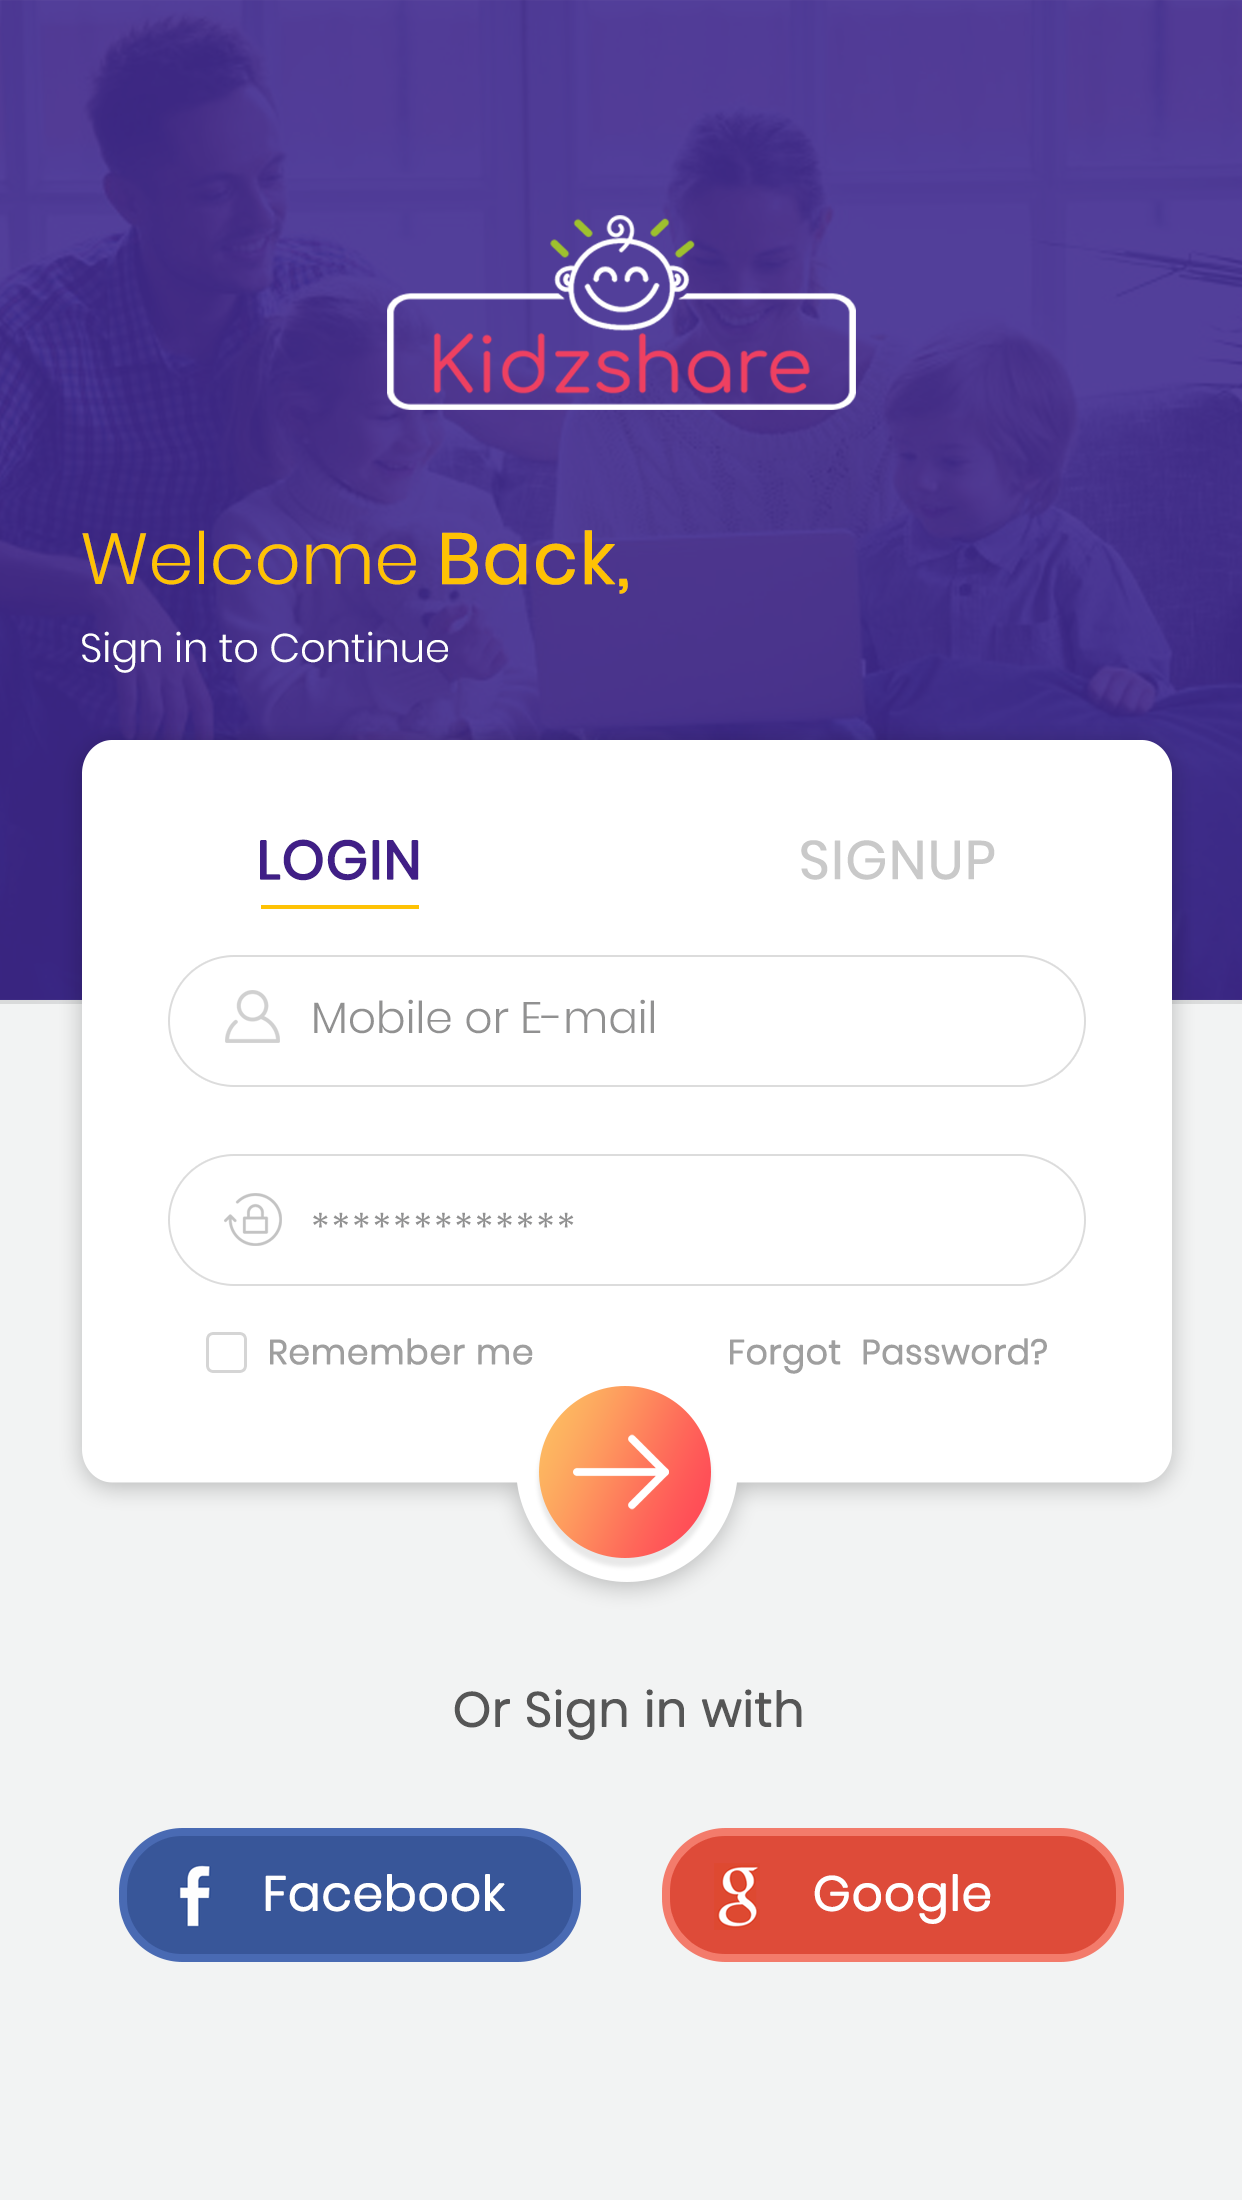 Kidzshare
Welcome Back,
Sign in to Continue
LOGIN SIGNUP
Mobile or E-mail
*************
Remember me Forgot Password?
Or Sign in with
f Facebook g Google